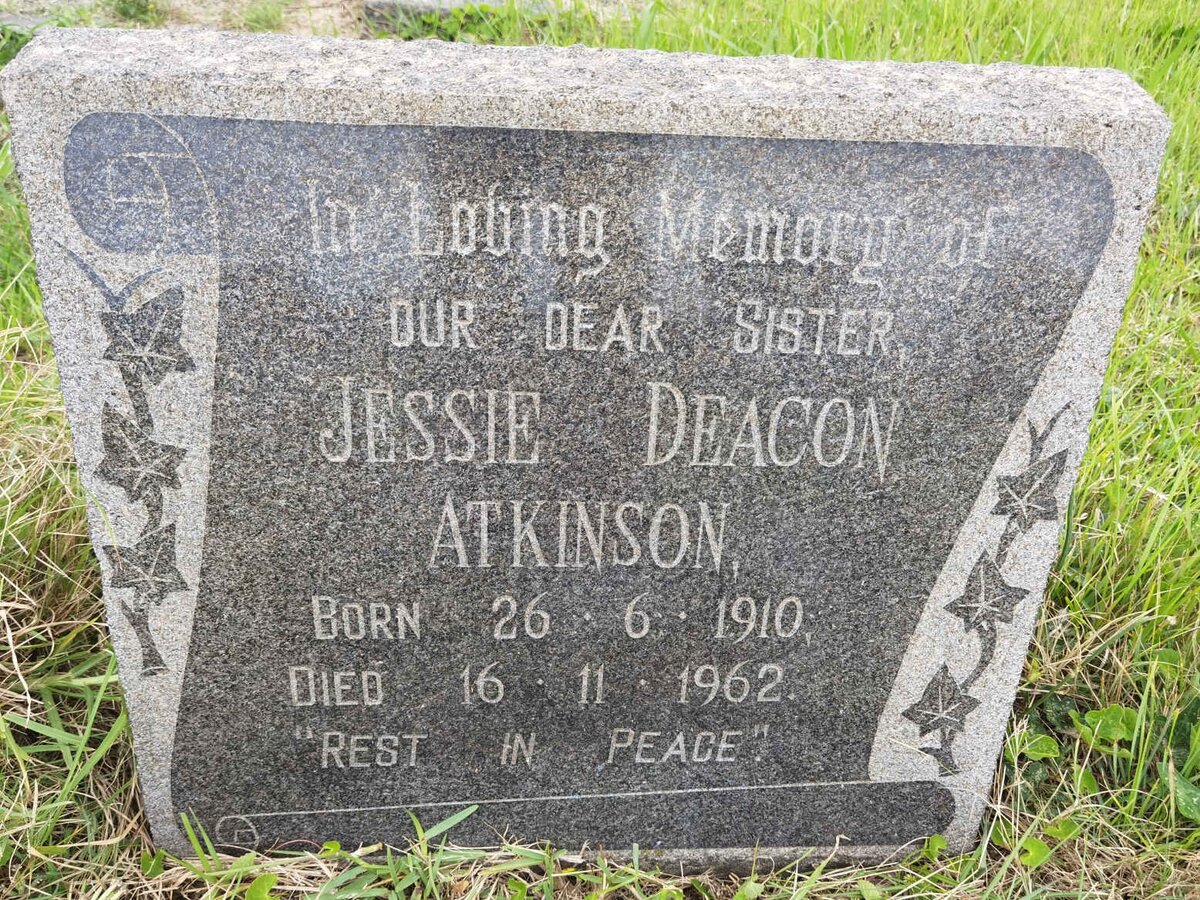 In Loving Memory of
OUR DEAR SISTER,
JESSIE DEACON
ATKINSON,
BORN 26 · 6 · 1910,
DIED 16 · 11 · 1962.
"REST IN PEACE".